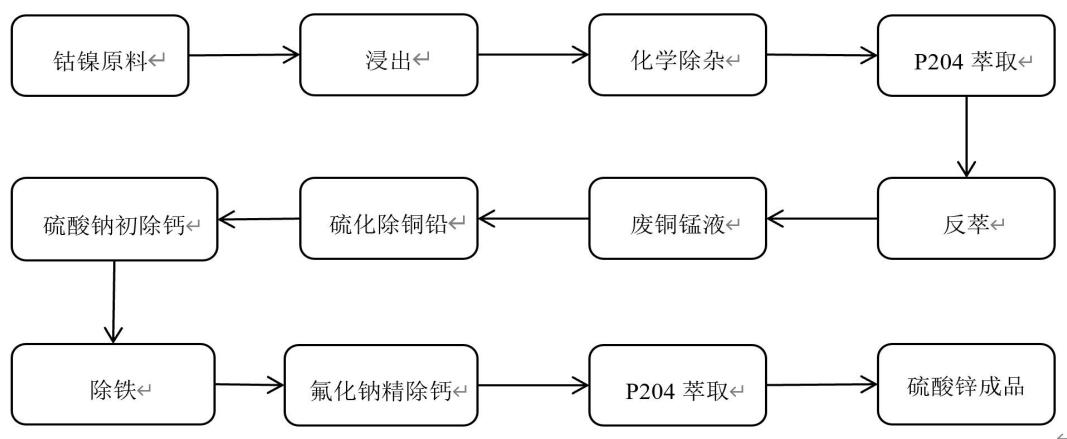 钴镍原料
浸出
化学除杂
P204 萃取
反萃
废铜锰液
硫化除铜铅
硫酸钠初除钙
除铁
氟化钠精除钙
P204 萃取
硫酸锌成品